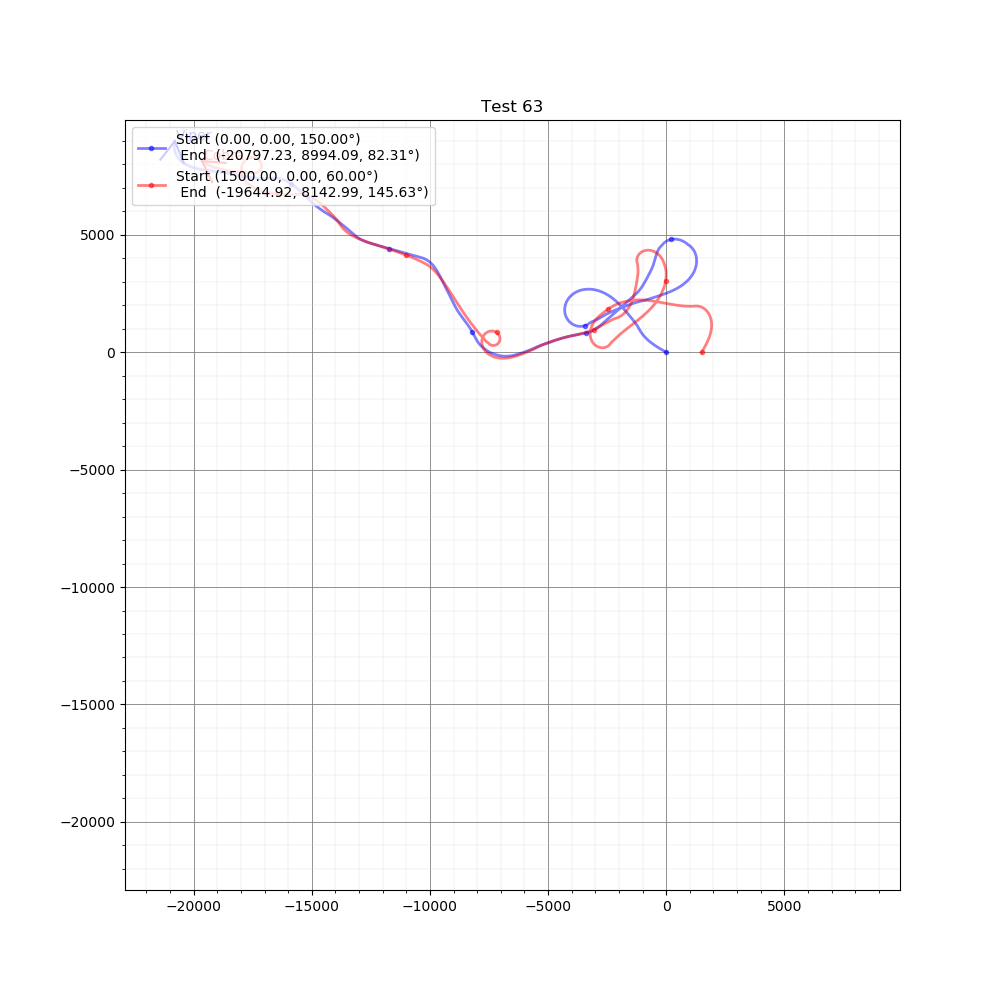 Test 63
Start (0.00, 0.00, 150.00°)
End (-20797.23, 8994.09, 82.31°)
Start (1500.00, 0.00, 60.00°)
End (-19644.92, 8142.99, 145.63°)
5000
0
−5000
−10000
−15000
−20000
−20000
−15000
−10000
−5000
0
5000